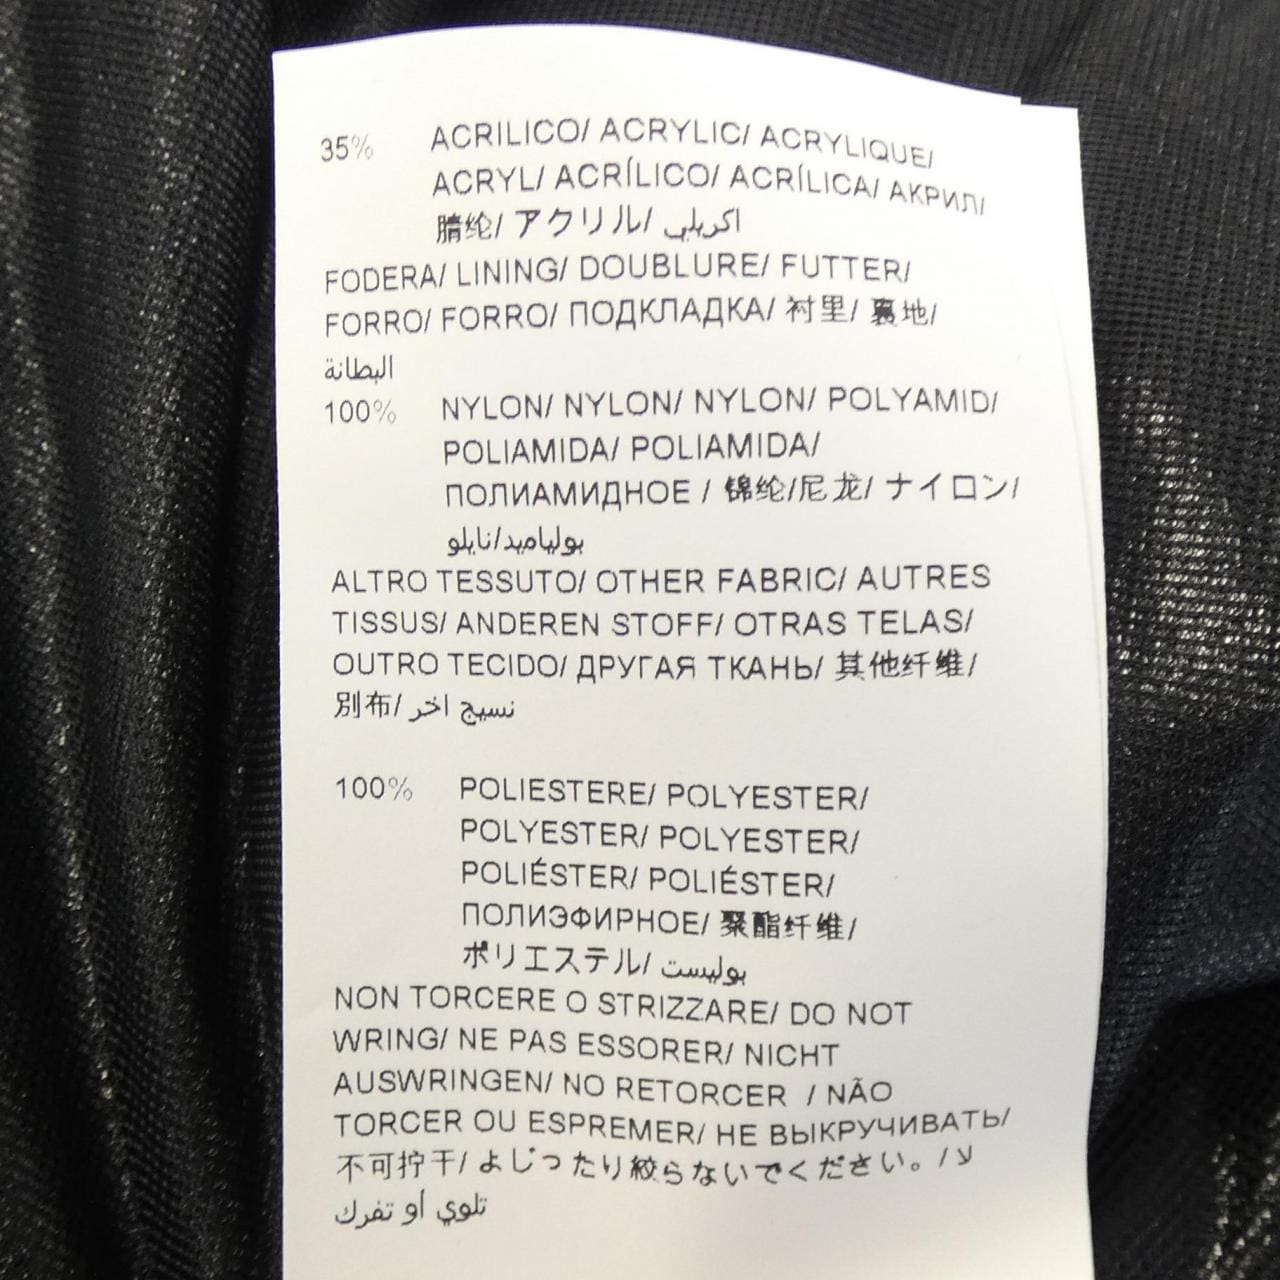 35% ACRILICO/ ACRYLIC/ ACRYLIQUE/
ACRYL/ ACRÍLICO/ ACRÍLICA/ АКРИЛ/
腈纶/ アクリル/ اكريلي
FODERA/ LINING/ DOUBLURE/ FUTTER/
FORRO/ FORRO/ ПОДКЛАДКА/ 衬里/ 裏地/
البطانة
100% NYLON/ NYLON/ NYLON/ POLYAMID/
POLIAMIDA/ POLIAMIDA/
ПОЛИАМИДНОЕ / 锦纶/尼龙/ ナイロン/
بولياميد/نايلو
ALTRO TESSUTO/ OTHER FABRIC/ AUTRES
TISSUS/ ANDEREN STOFF/ OTRAS TELAS/
OUTRO TECIDO/ ДРУГАЯ ТКАНЬ/ 其他纤维/
別布/ نسيج اخر
100% POLIESTERE/ POLYESTER/
POLYESTER/ POLYESTER/
POLIÉSTER/ POLIÉSTER/
ПОЛИЭФИРНОЕ/ 聚酯纤维/
ポリエステル/ بوليست
NON TORCERE O STRIZZARE/ DO NOT
WRING/ NE PAS ESSORER/ NICHT
AUSWRINGEN/ NO RETORCER / NÃO
TORCER OU ESPREMER/ НЕ ВЫКРУЧИВАТЬ/
不可拧干/ よじったり絞らないでください。/ لا
تلوي أو تفرك